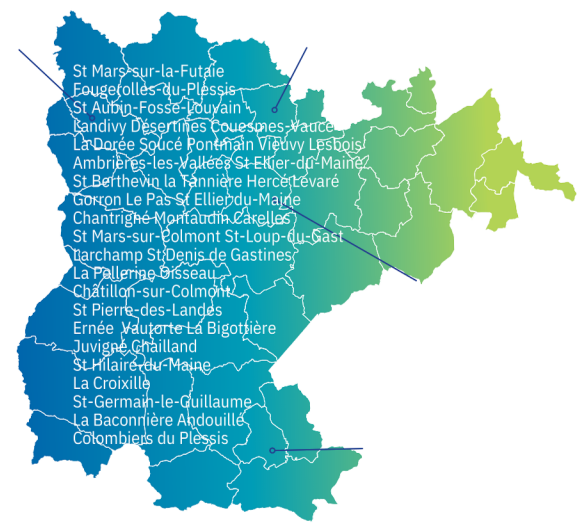 St Mars-sur-la-Futaie
Fougerolles-du-Plessis
St Aubin-Fosse-Louvain
Landivy Désertines Couesmes-Vaucé
La Dorée Soucé Pontmain Vieuvy Lesbois
Ambrières-les-Vallées St Ellier-du-Maine
St Berthevin la Tannière Hercé Lévaré
Gorron Le Pas St Ellier-du-Maine
Chantrigné Montaudin Carelles
St Mars-sur-Colmont St-Loup-du-Gast
Larchamp St Denis de Gastines
La Pellerine Oisseau
Châtillon-sur-Colmont
St Pierre-des-Landes
Ernée Vautorte La Bigottière
Juvigné Chailland
St Hilaire-du-Maine
La Croixille
St-Germain-le-Guillaume
La Baconnière Andouillé
Colombiers du Plessis